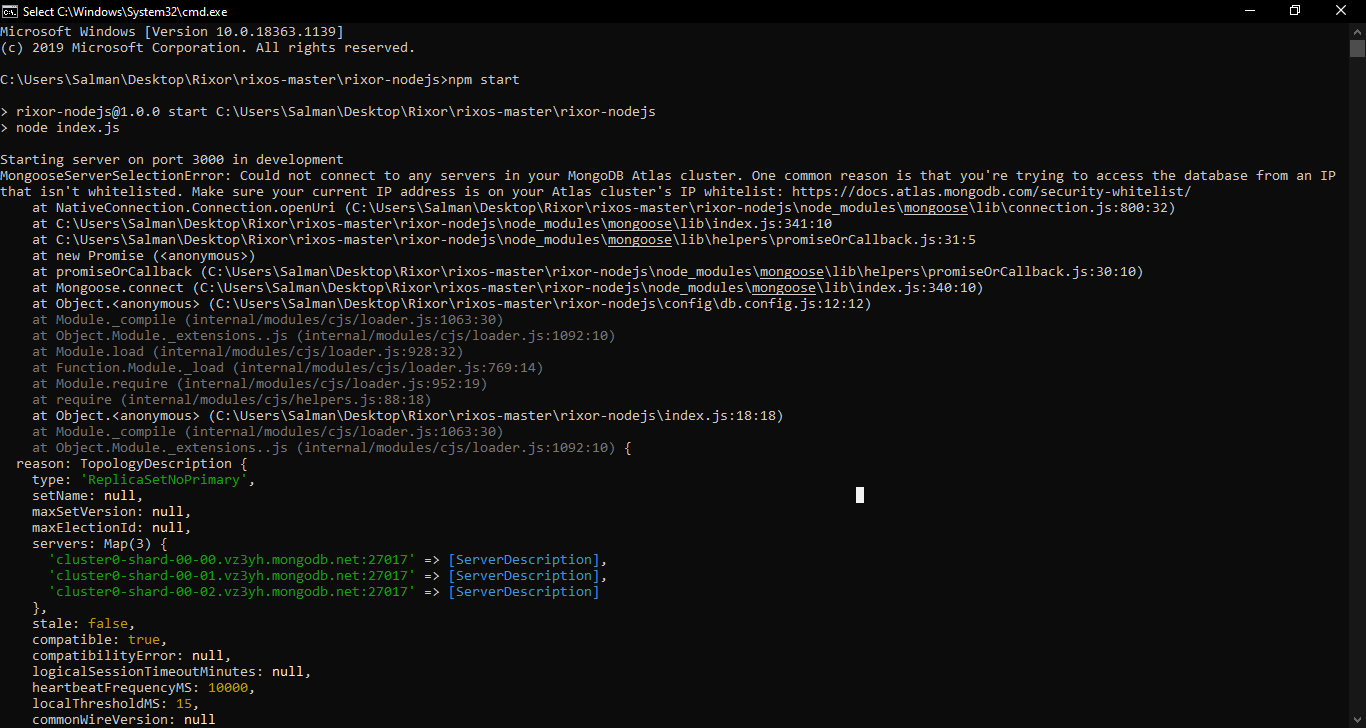 Select C:\Windows\System32\cmd.exe
Microsoft Windows [Version 10.0.18363.1139]
(c) 2019 Microsoft Corporation. All rights reserved.
C:\Users\Salman\Desktop\Rixor\rixos-master\rixor-nodejs>npm start
> rixor-nodejs@1.0.0 start C:\Users\Salman\Desktop\Rixor\rixos-master\rixor-nodejs
> node index.js
Starting server on port 3000 in development
MongooseServerSelectionError: Could not connect to any servers in your MongoDB Atlas cluster. One common reason is that you're trying to access the database from an IP
that isn't whitelisted. Make sure your current IP address is on your Atlas cluster's IP whitelist: https://docs.atlas.mongodb.com/security-whitelist/
    at NativeConnection.Connection.openUri (C:\Users\Salman\Desktop\Rixor\rixos-master\rixor-nodejs\node_modules\mongoose\lib\connection.js:800:32)
    at C:\Users\Salman\Desktop\Rixor\rixos-master\rixor-nodejs\node_modules\mongoose\lib\index.js:341:10
    at C:\Users\Salman\Desktop\Rixor\rixos-master\rixor-nodejs\node_modules\mongoose\lib\helpers\promiseOrCallback.js:31:5
    at new Promise (<anonymous>)
    at promiseOrCallback (C:\Users\Salman\Desktop\Rixor\rixos-master\rixor-nodejs\node_modules\mongoose\lib\helpers\promiseOrCallback.js:30:10)
    at Mongoose.connect (C:\Users\Salman\Desktop\Rixor\rixos-master\rixor-nodejs\node_modules\mongoose\lib\index.js:340:10)
    at Object.<anonymous> (C:\Users\Salman\Desktop\Rixor\rixos-master\rixor-nodejs\config\db.config.js:12:12)
    at Module._compile (internal/modules/cjs/loader.js:1063:30)
    at Object.Module._extensions..js (internal/modules/cjs/loader.js:1092:10)
    at Module.load (internal/modules/cjs/loader.js:928:32)
    at Function.Module._load (internal/modules/cjs/loader.js:769:14)
    at Module.require (internal/modules/cjs/loader.js:952:19)
    at require (internal/modules/cjs/helpers.js:88:18)
    at Object.<anonymous> (C:\Users\Salman\Desktop\Rixor\rixos-master\rixor-nodejs\index.js:18:18)
    at Module._compile (internal/modules/cjs/loader.js:1063:30)
    at Object.Module._extensions..js (internal/modules/cjs/loader.js:1092:10) {
  reason: TopologyDescription {
    type: 'ReplicaSetNoPrimary',
    setName: null,
    maxSetVersion: null,
    maxElectionId: null,
    servers: Map(3) {
      'cluster0-shard-00-00.vz3yh.mongodb.net:27017' => [ServerDescription],
      'cluster0-shard-00-01.vz3yh.mongodb.net:27017' => [ServerDescription],
      'cluster0-shard-00-02.vz3yh.mongodb.net:27017' => [ServerDescription]
    },
    stale: false,
    compatible: true,
    compatibilityError: null,
    logicalSessionTimeoutMinutes: null,
    heartbeatFrequencyMS: 10000,
    localThresholdMS: 15,
    commonWireVersion: null